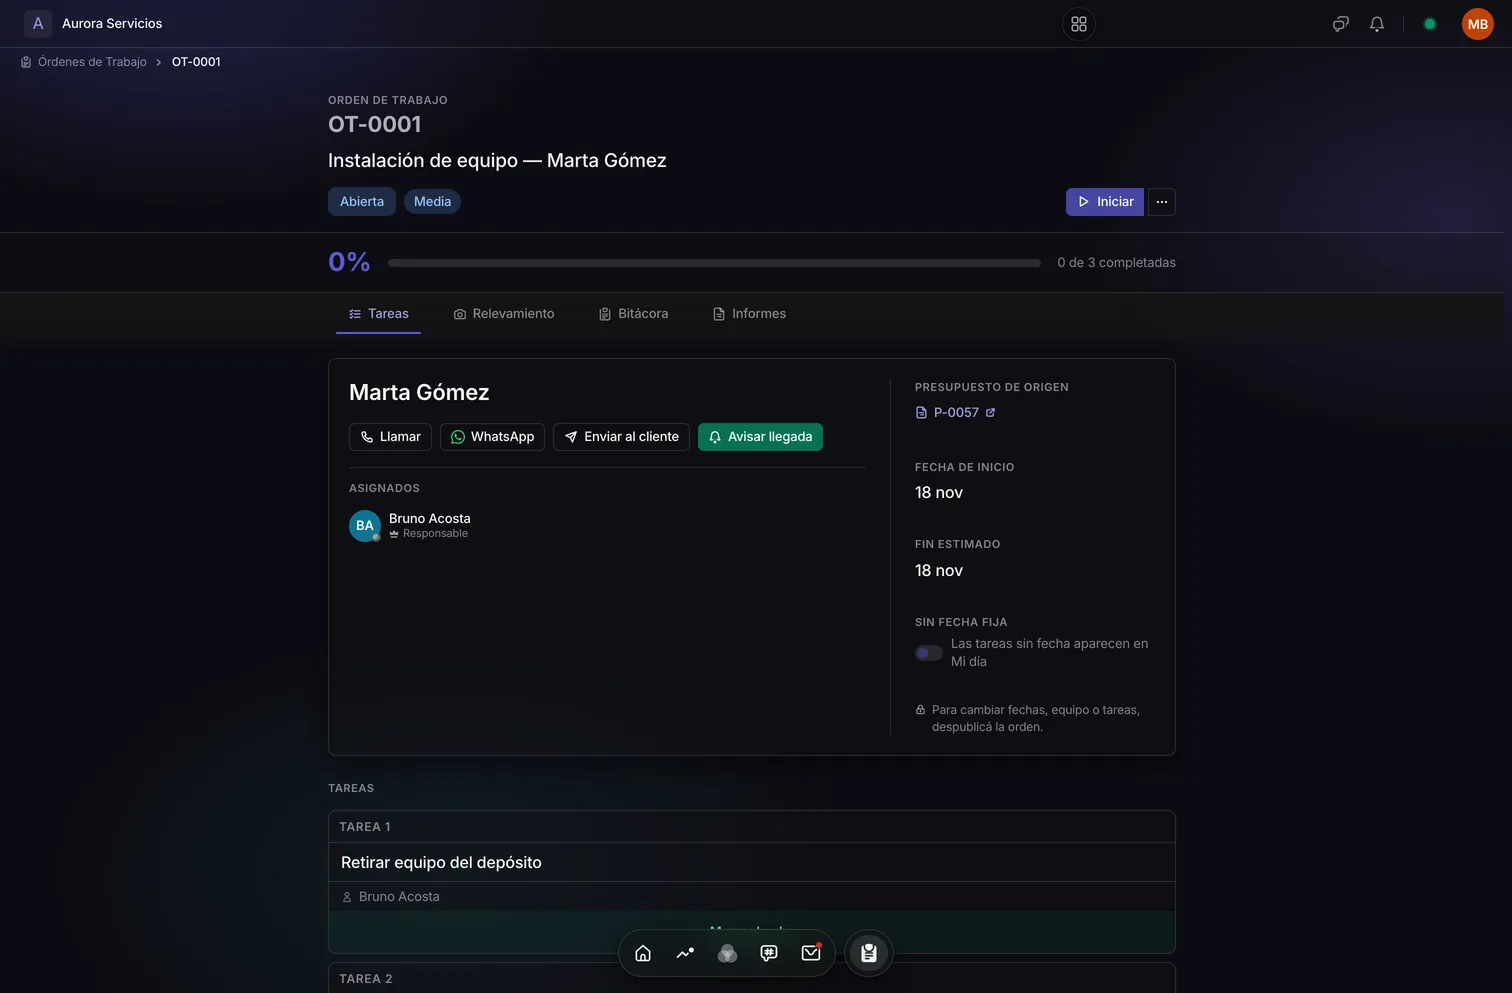 A Aurora Servicios
MB
Órdenes de Trabajo > OT-0001
ORDEN DE TRABAJO
OT-0001
Instalación de equipo — Marta Gómez
Abierta Media
Iniciar ...
0% 0 de 3 completadas
Tareas Relevamiento Bitácora Informes
Marta Gómez
Llamar WhatsApp Enviar al cliente Avisar llegada
ASIGNADOS
BA Bruno Acosta
Responsable
PRESUPUESTO DE ORIGEN
P-0057
FECHA DE INICIO
18 nov
FIN ESTIMADO
18 nov
SIN FECHA FIJA
Las tareas sin fecha aparecen en
Mi día
Para cambiar fechas, equipo o tareas,
despublicá la orden.
TAREAS
TAREA 1
Retirar equipo del depósito
Bruno Acosta
TAREA 2